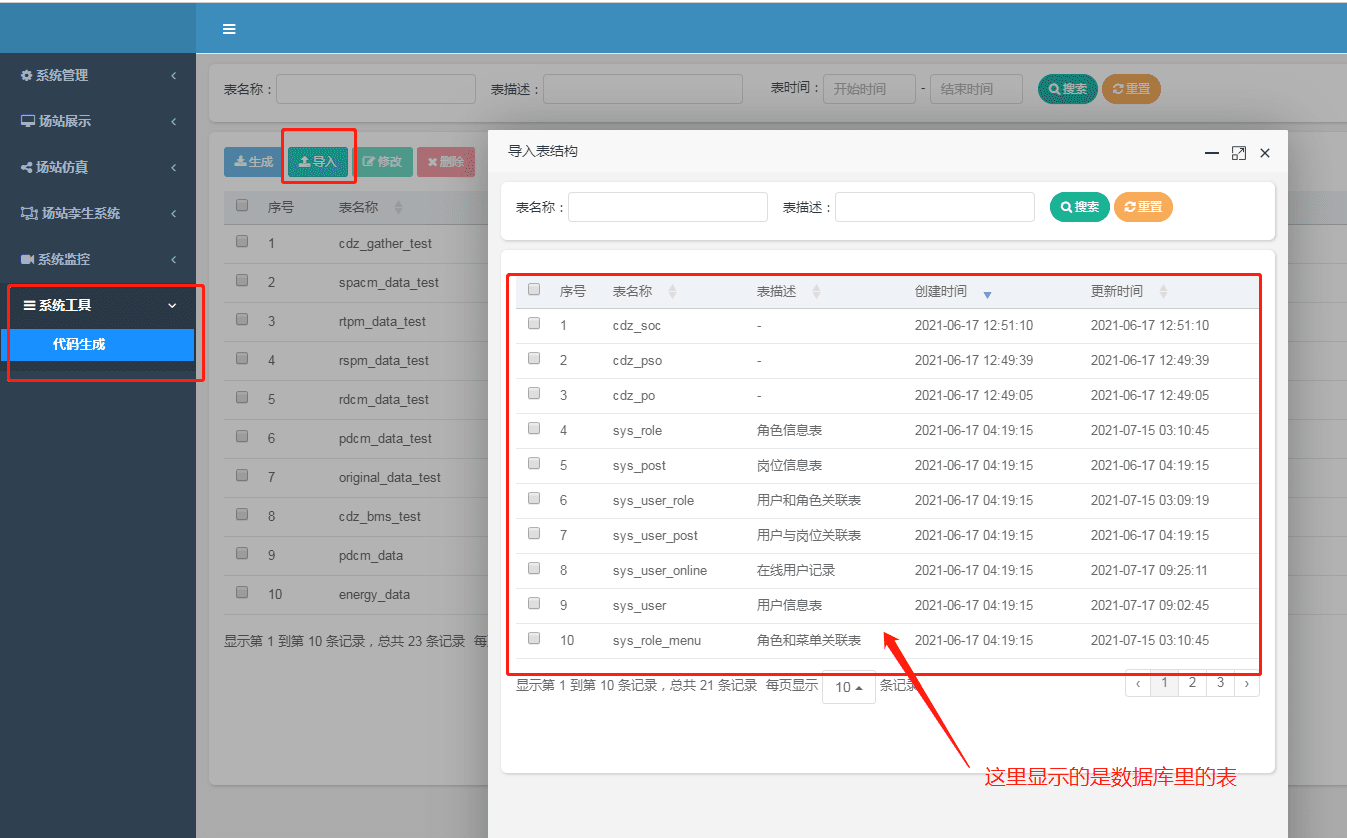 系统管理
场站展示
场站仿真
场站孪生系统
系统监控
系统工具
代码生成
表名称： 表描述： 表时间： 开始时间 - 结束时间 搜索 重置
生成 导入 修改 删除
序号 表名称
1 cdz_gather_test
2 spacm_data_test
3 rtpm_data_test
4 rspm_data_test
5 rdcm_data_test
6 pdcm_data_test
7 original_data_test
8 cdz_bms_test
9 pdcm_data
10 energy_data
显示第 1 到第 10 条记录，总共 23 条记录 每
导入表结构
表名称： 表描述： 搜索 重置
序号 表名称 表描述 创建时间 更新时间
1 cdz_soc - 2021-06-17 12:51:10 2021-06-17 12:51:10
2 cdz_pso - 2021-06-17 12:49:39 2021-06-17 12:49:39
3 cdz_po - 2021-06-17 12:49:05 2021-06-17 12:49:05
4 sys_role 角色信息表 2021-06-17 04:19:15 2021-07-15 03:10:45
5 sys_post 岗位信息表 2021-06-17 04:19:15 2021-06-17 04:19:15
6 sys_user_role 用户和角色关联表 2021-06-17 04:19:15 2021-07-15 03:09:19
7 sys_user_post 用户与岗位关联表 2021-06-17 04:19:15 2021-06-17 04:19:15
8 sys_user_online 在线用户记录 2021-06-17 04:19:15 2021-07-17 09:25:11
9 sys_user 用户信息表 2021-06-17 04:19:15 2021-07-17 09:02:45
10 sys_role_menu 角色和菜单关联表 2021-06-17 04:19:15 2021-07-15 03:10:45
显示第 1 到第 10 条记录，总共 21 条记录 每页显示 10 条记录 ‹ 1 2 3 ›
这里显示的是数据库里的表